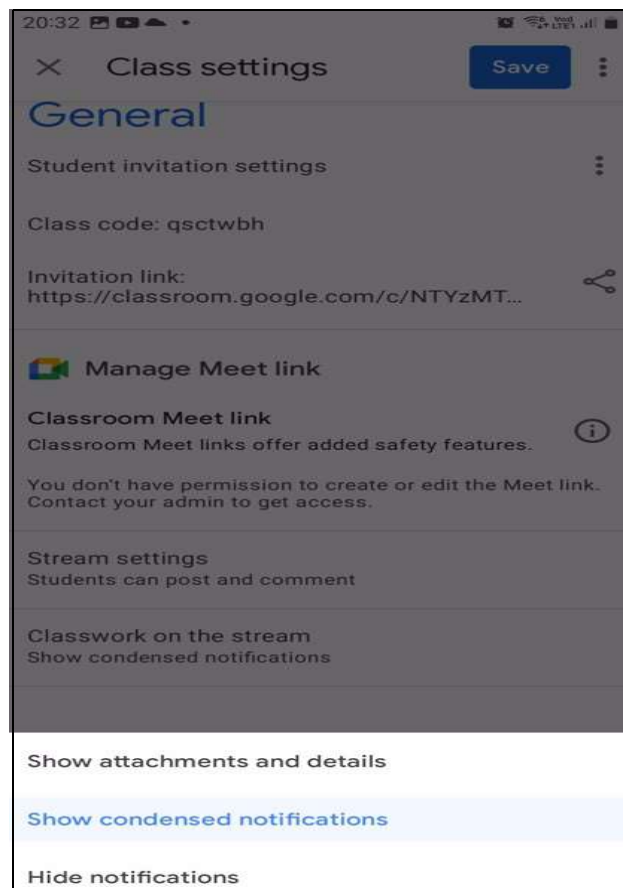 20:32
Class settings
Save
General
Student invitation settings
Class code: qsctwbh
Invitation link:
https://classroom.google.com/c/NTYzMT...
Manage Meet link
Classroom Meet link
Classroom Meet links offer added safety features.
You don't have permission to create or edit the Meet link.
Contact your admin to get access.
Stream settings
Students can post and comment
Classwork on the stream
Show condensed notifications
Show attachments and details
Show condensed notifications
Hide notifications